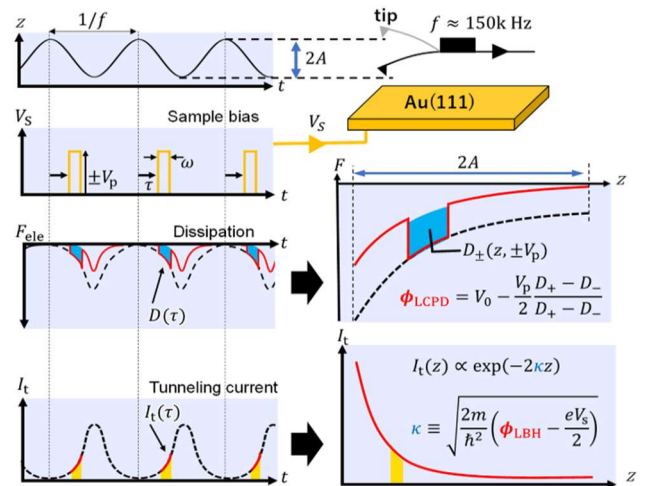 z
1/f
2A
t
tip
f ≈ 150k Hz
Au(111)
V_S
Sample bias
V_S
±V_p
τ
ω
t
F_ele
Dissipation
t
D(τ)
F
2A
z
D_±(z, ±V_p)
ϕ_LCPD = V_0 − V_p/2 D_+ − D_−/D_+ − D_−
I_t
Tunneling current
I_t(τ)
t
I_t
I_t(z) ∝ exp(−2κz)
κ ≡ √(2m/ℏ² (ϕ_LBH − eV_s/2))
z